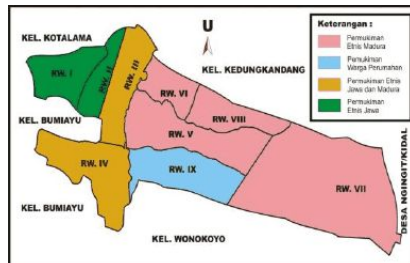 KEL. KOTALAMA
U
KEL. KEDUNGKANDANG
RW. I
RW. II
RW. III
RW. VI
RW. VIII
KEL. BUMIAYU
RW. V
RW. IV
RW. IX
RW. VII
KEL. BUMIAYU
KEL. WONOKOYO
DESA NGINGIT/KIDAL
Keterangan :
Permukiman
Etnis Madura
Permukiman
Warga Perumahan
Permukiman Etnis
Jawa dan Madura
Permukiman
Etnis Jawa